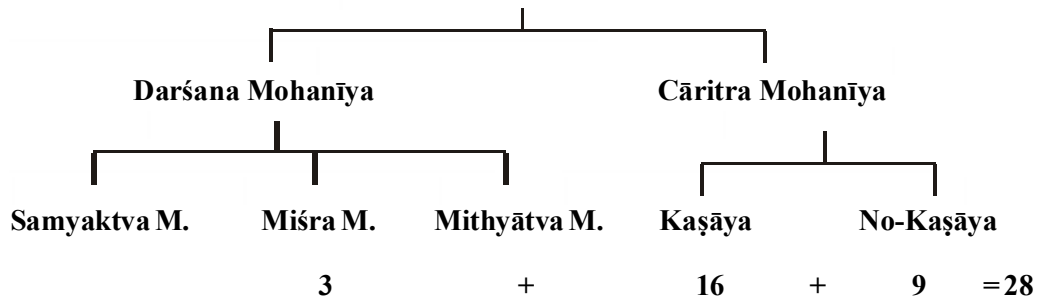 Darśana Mohanīya Cāritra Mohanīya
Samyaktva M. Miśra M. Mithyātva M. Kaṣāya No-Kaṣāya
3 + 16 + 9 = 28